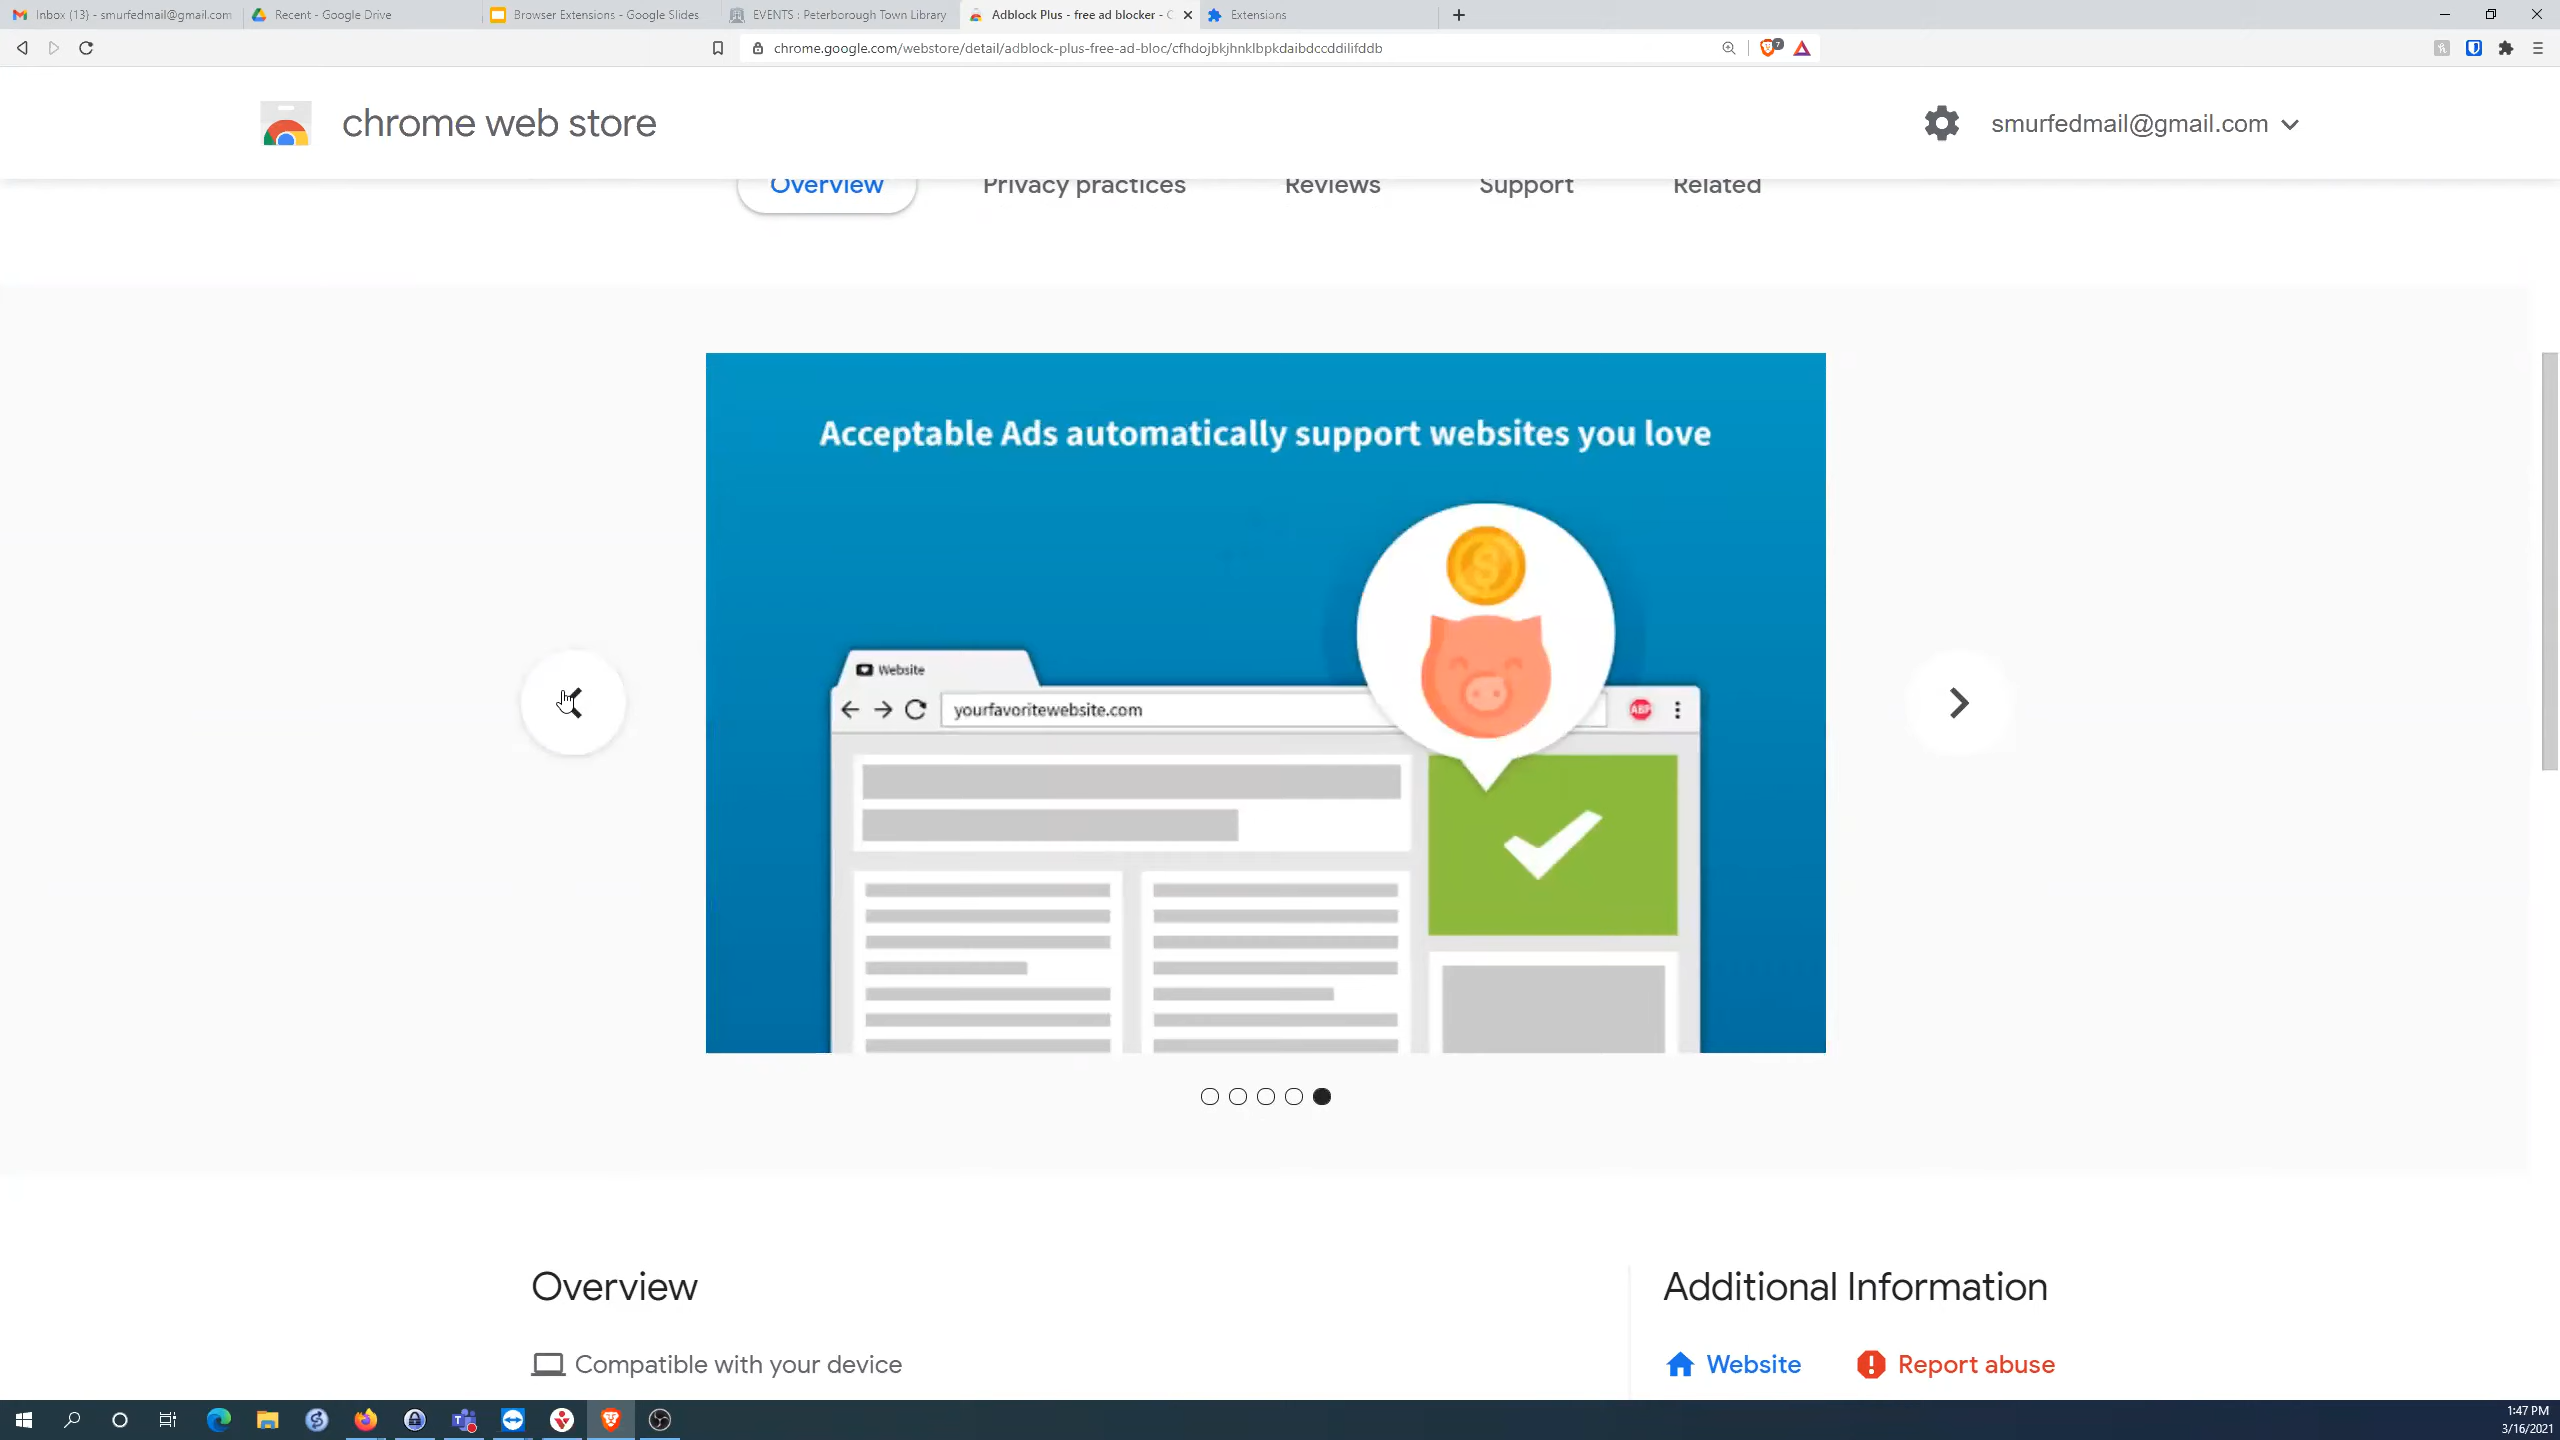 Inbox (13) - smurfedmail@gmail.com
Recent - Google Drive
Browser Extensions - Google Slides
EVENTS : Peterborough Town Library
Adblock Plus - free ad blocker - C
Extensions
chrome.google.com/webstore/detail/adblock-plus-free-ad-bloc/cfhdojbkjhnklbpkdaibdccddilifddb
chrome web store
smurfedmail@gmail.com
Overview
Privacy practices
Reviews
Support
Related
Acceptable Ads automatically support websites you love
Website
yourfavoritewebsite.com
ABP
Overview
Additional Information
Compatible with your device
Website
Report abuse
1:47 PM
3/16/2021